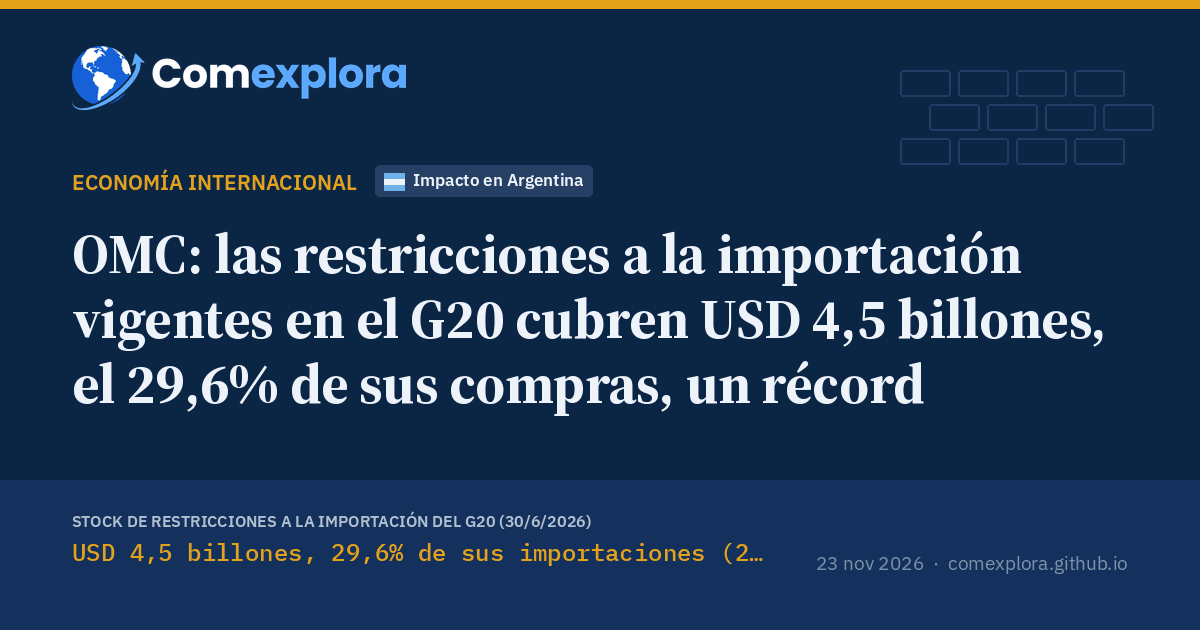 Comexplora
ECONOMÍA INTERNACIONAL
Impacto en Argentina
OMC: las restricciones a la importación
vigentes en el G20 cubren USD 4,5 billones,
el 29,6% de sus compras, un récord
STOCK DE RESTRICCIONES A LA IMPORTACIÓN DEL G20 (30/6/2026)
USD 4,5 billones, 29,6% de sus importaciones (2…
23 nov 2026 · comexplora.github.io